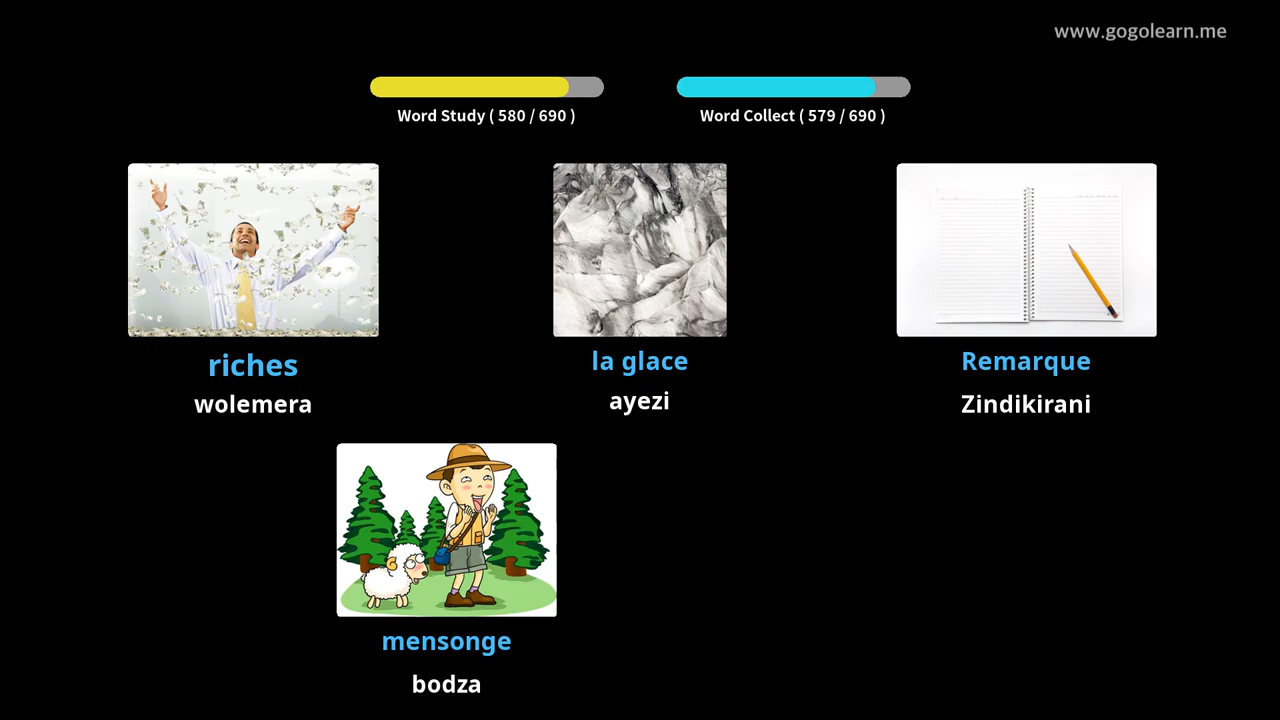 www.gogolearn.me
Word Study ( 580 / 690 )
Word Collect ( 579 / 690 )
riches
wolemera
la glace
ayezi
Remarque
Zindikirani
mensonge
bodza